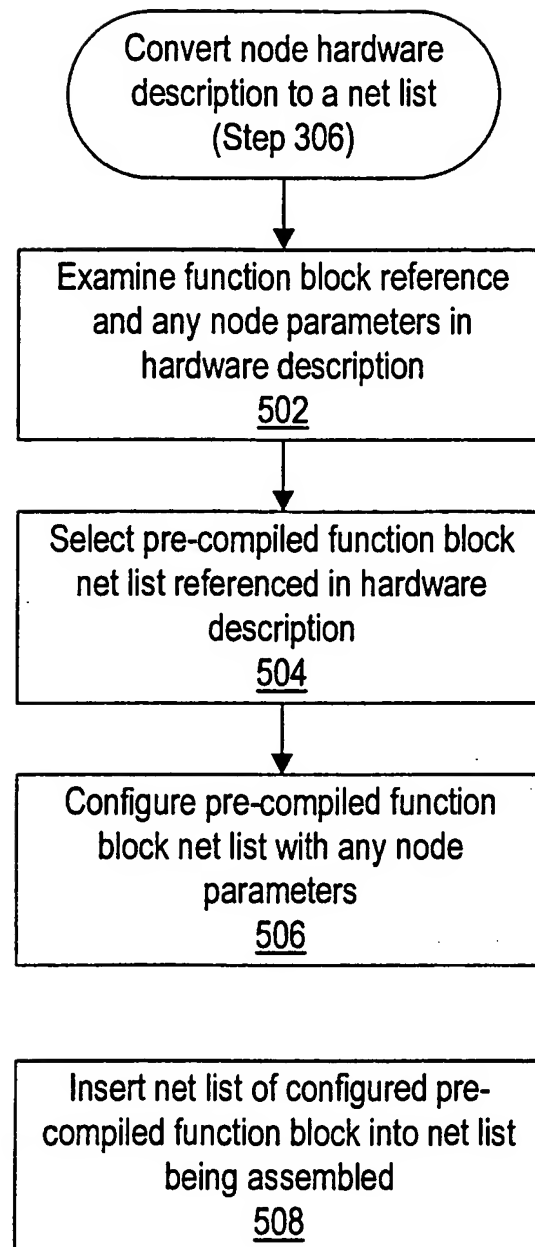 Convert node hardware
description to a net list
(Step 306)
Examine function block reference
and any node parameters in
hardware description
502
Select pre-compiled function block
net list referenced in hardware
description
504
Configure pre-compiled function
block net list with any node
parameters
506
Insert net list of configured pre-
compiled function block into net list
being assembled
508